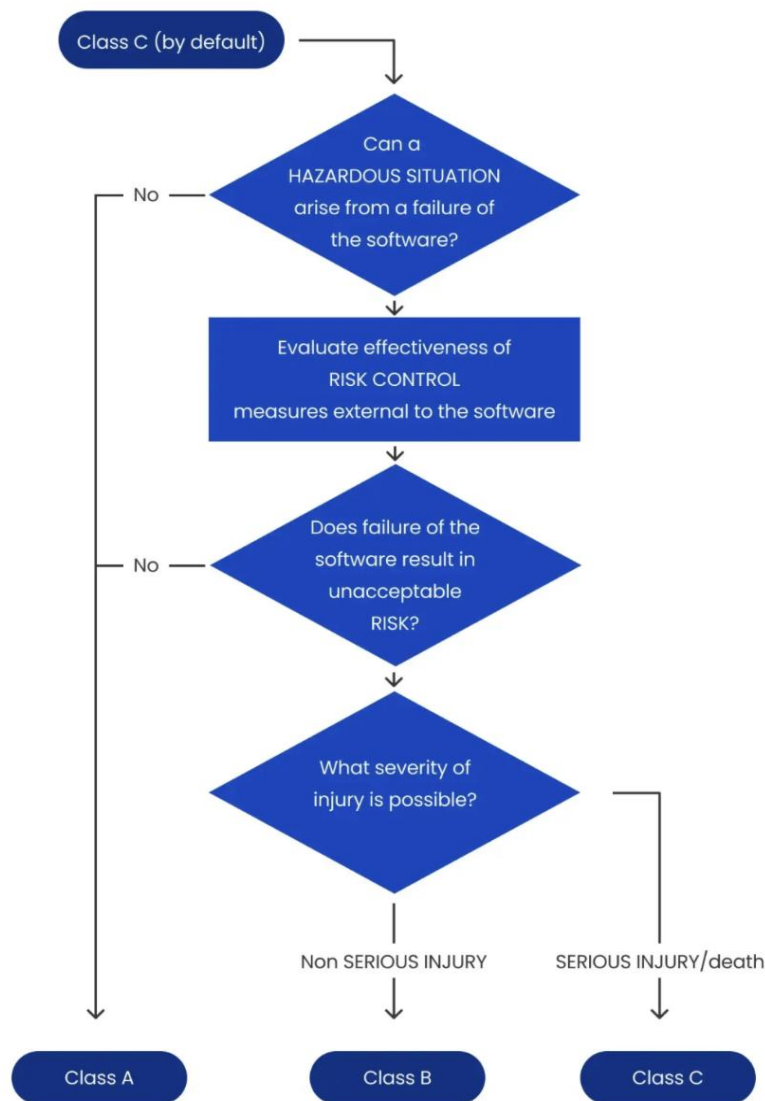 Class C (by default)
Can a
HAZARDOUS SITUATION
arise from a failure of
the software?
No
Evaluate effectiveness of
RISK CONTROL
measures external to the software
Does failure of the
software result in
unacceptable
RISK?
No
What severity of
injury is possible?
Non SERIOUS INJURY
SERIOUS INJURY/death
Class A
Class B
Class C